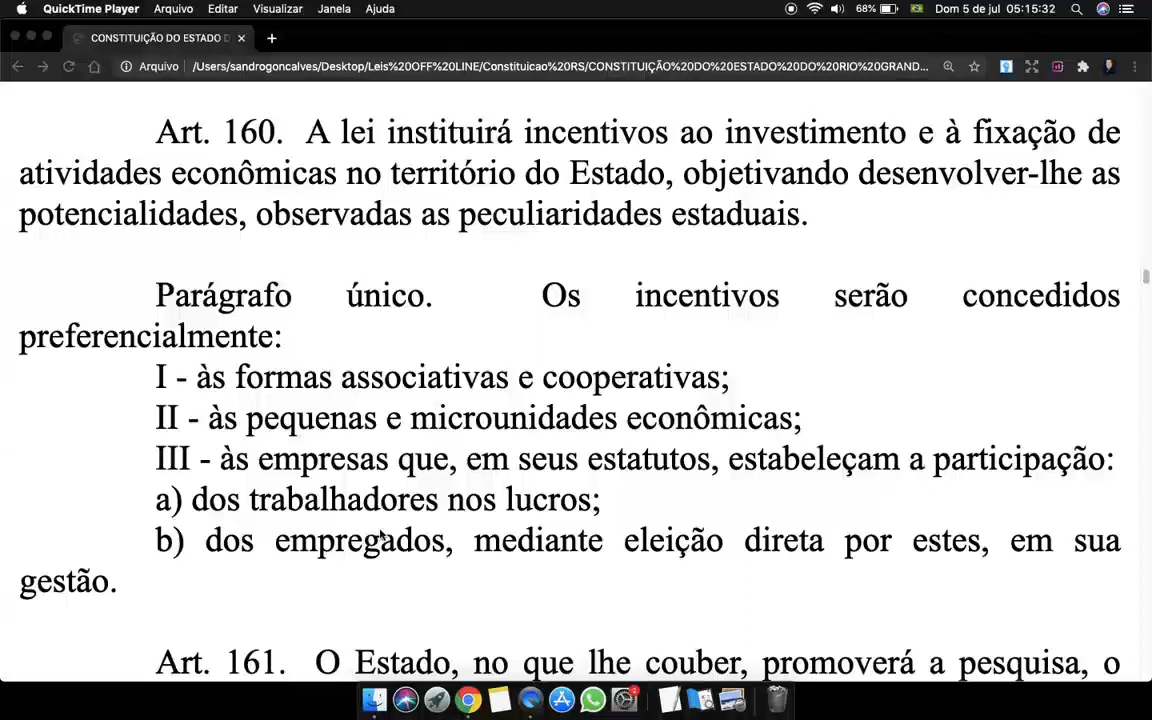 QuickTime Player Arquivo Editar Visualizar Janela Ajuda 68% Dom 5 de jul 05:15:32
CONSTITUIÇÃO DO ESTADO D
Arquivo /Users/sandrogoncalves/Desktop/Leis%20OFF%20LINE/Constituicao%20RS/CONSTITUIÇÃO%20DO%20ESTADO%20DO%20RIO%20GRAND...
Art. 160. A lei instituirá incentivos ao investimento e à fixação de
atividades econômicas no território do Estado, objetivando desenvolver-lhe as
potencialidades, observadas as peculiaridades estaduais.
Parágrafo único. Os incentivos serão concedidos
preferencialmente:
I - às formas associativas e cooperativas;
II - às pequenas e microunidades econômicas;
III - às empresas que, em seus estatutos, estabeleçam a participação:
a) dos trabalhadores nos lucros;
b) dos empregados, mediante eleição direta por estes, em sua
gestão.
Art. 161. O Estado, no que lhe couber, promoverá a pesquisa, o